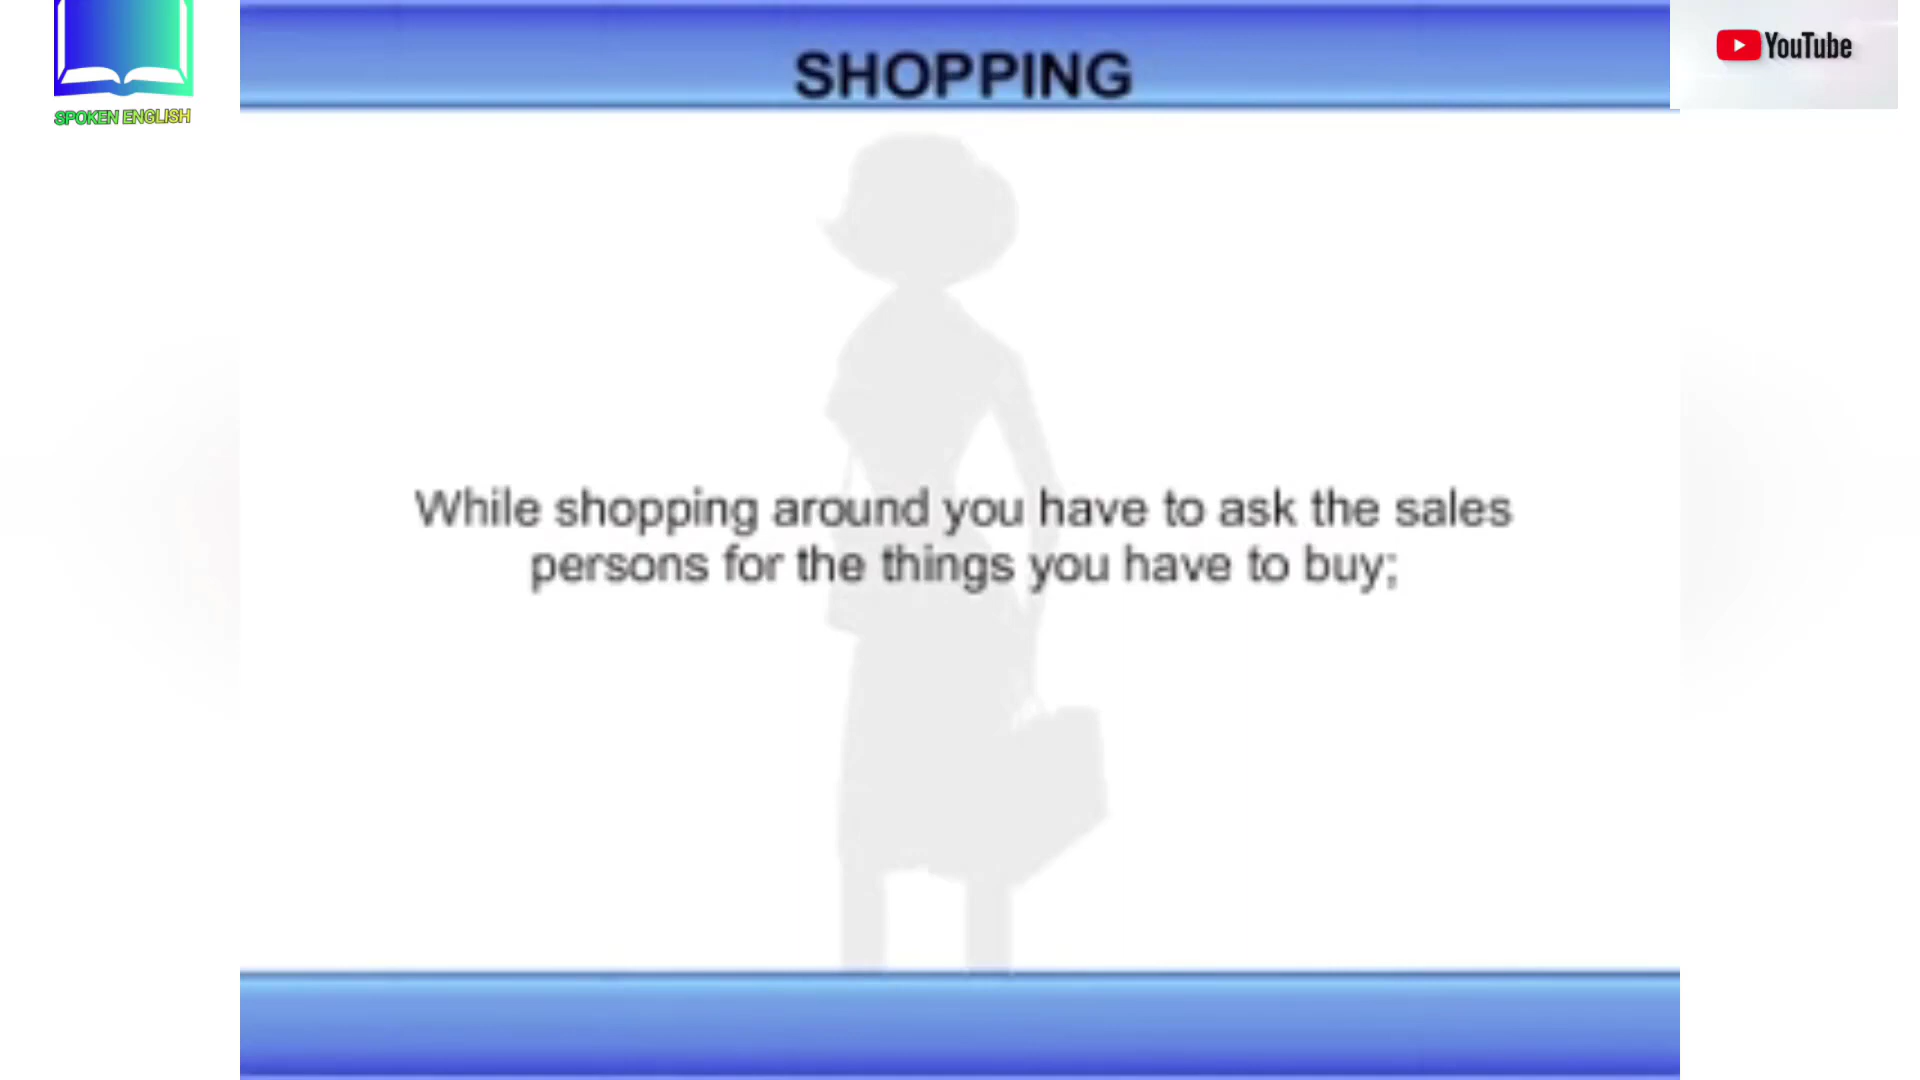 SHOPPING
YouTube
SPOKEN ENGLISH
While shopping around you have to ask the sales
persons for the things you have to buy;